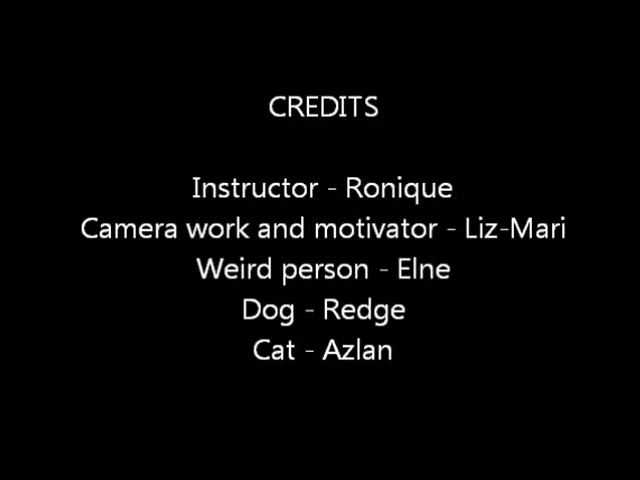 CREDITS
Instructor - Ronique
Camera work and motivator - Liz-Mari
Weird person - Elne
Dog - Redge
Cat - Azlan